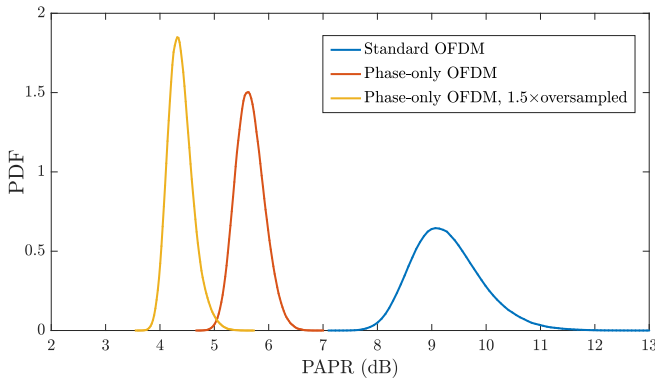 2
1.5
1
0.5
0
PDF
Standard OFDM
Phase-only OFDM
Phase-only OFDM, 1.5×oversampled
2 3 4 5 6 7 8 9 10 11 12 13
PAPR (dB)